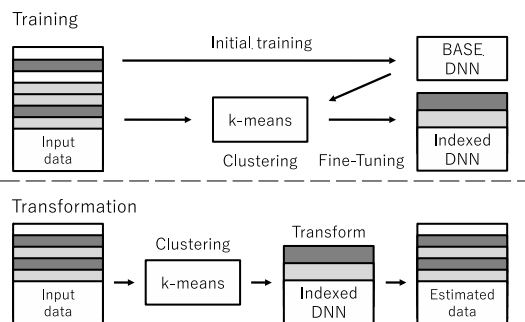 Training
Initial training
BASE
DNN
Input
data
k-means
Clustering
Fine-Tuning
Indexed
DNN
Transformation
Clustering
Transform
Input
data
k-means
Indexed
DNN
Estimated
data